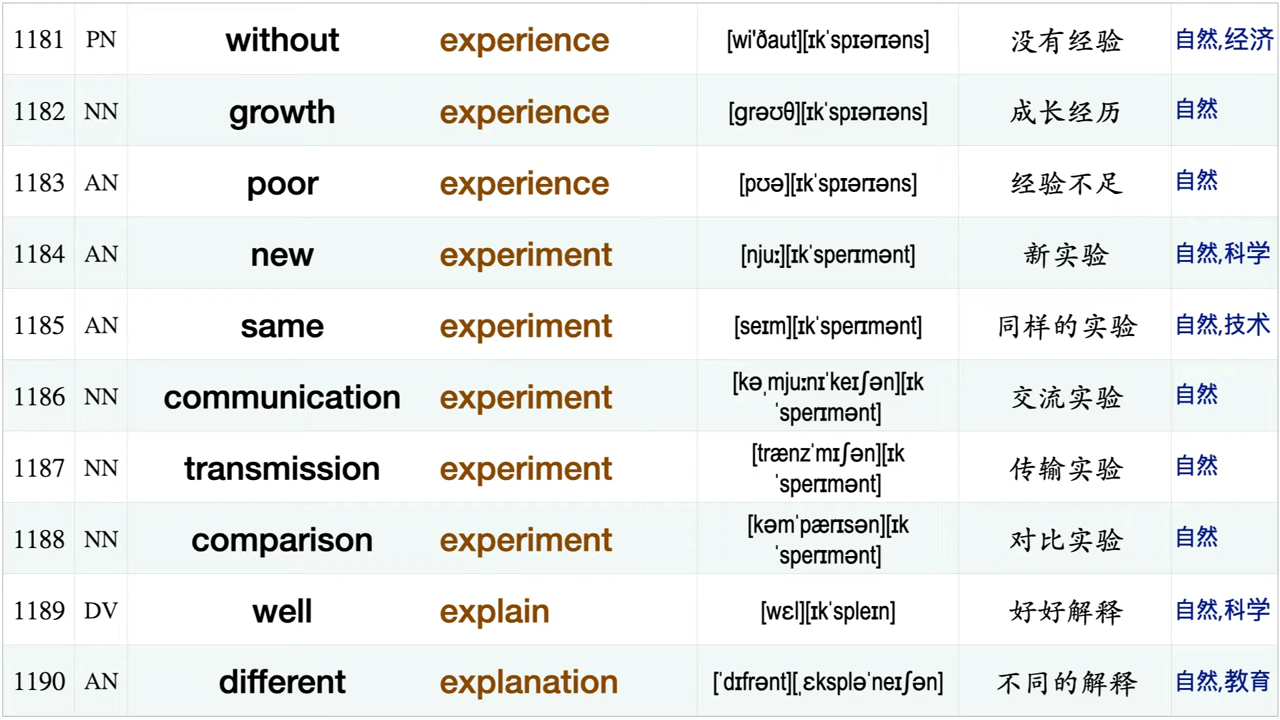 1181 PN without experience [wi'ðaut][ɪkˈspɪərɪəns] 没有经验 自然,经济
1182 NN growth experience [ɡrəʊθ][ɪkˈspɪərɪəns] 成长经历 自然
1183 AN poor experience [pʊə][ɪkˈspɪərɪəns] 经验不足 自然
1184 AN new experiment [njuː][ɪkˈsperɪmənt] 新实验 自然,科学
1185 AN same experiment [seɪm][ɪkˈsperɪmənt] 同样的实验 自然,技术
1186 NN communication experiment [kəˌmjuːnɪˈkeɪʃən][ɪk
ˈsperɪmənt] 交流实验 自然
1187 NN transmission experiment [trænzˈmɪʃən][ɪk
ˈsperɪmənt] 传输实验 自然
1188 NN comparison experiment [kəmˈpærɪsən][ɪk
ˈsperɪmənt] 对比实验 自然
1189 DV well explain [wɛl][ɪkˈspleɪn] 好好解释 自然,科学
1190 AN different explanation [ˈdɪfrənt][ˌɛkspləˈneɪʃən] 不同的解释 自然,教育